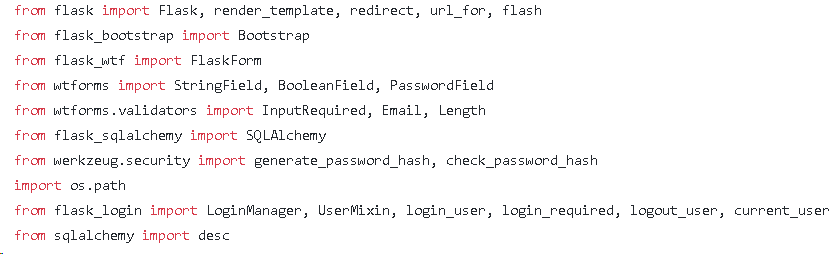 from flask import Flask, render_template, redirect, url_for, flash
from flask_bootstrap import Bootstrap
from flask_wtf import FlaskForm
from wtforms import StringField, BooleanField, PasswordField
from wtforms.validators import InputRequired, Email, Length
from flask_sqlalchemy import SQLAlchemy
from werkzeug.security import generate_password_hash, check_password_hash
import os.path
from flask_login import LoginManager, UserMixin, login_user, login_required, logout_user, current_user
from sqlalchemy import desc